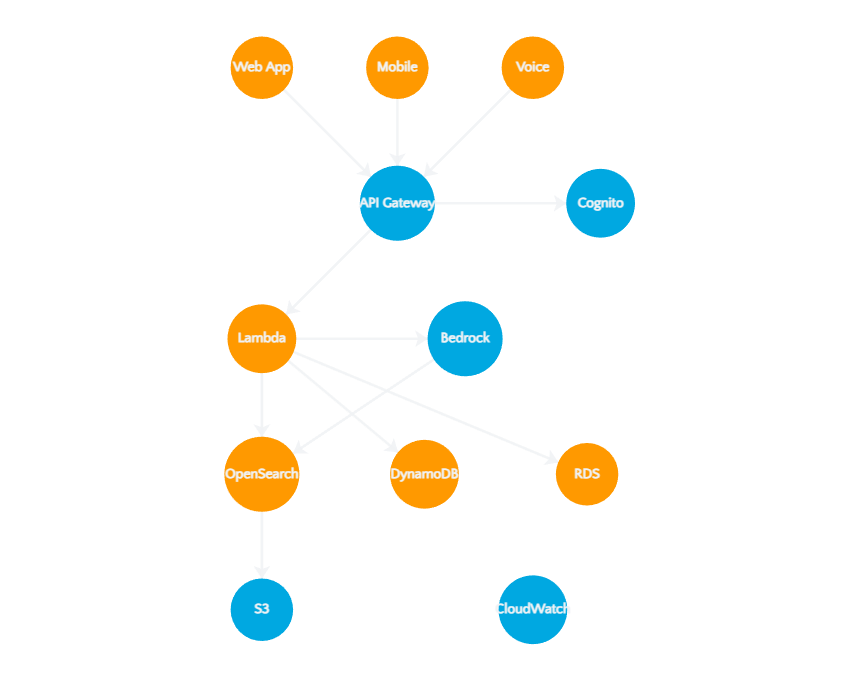 Web App
Mobile
Voice
API Gateway
Cognito
Lambda
Bedrock
OpenSearch
DynamoDB
RDS
S3
CloudWatch